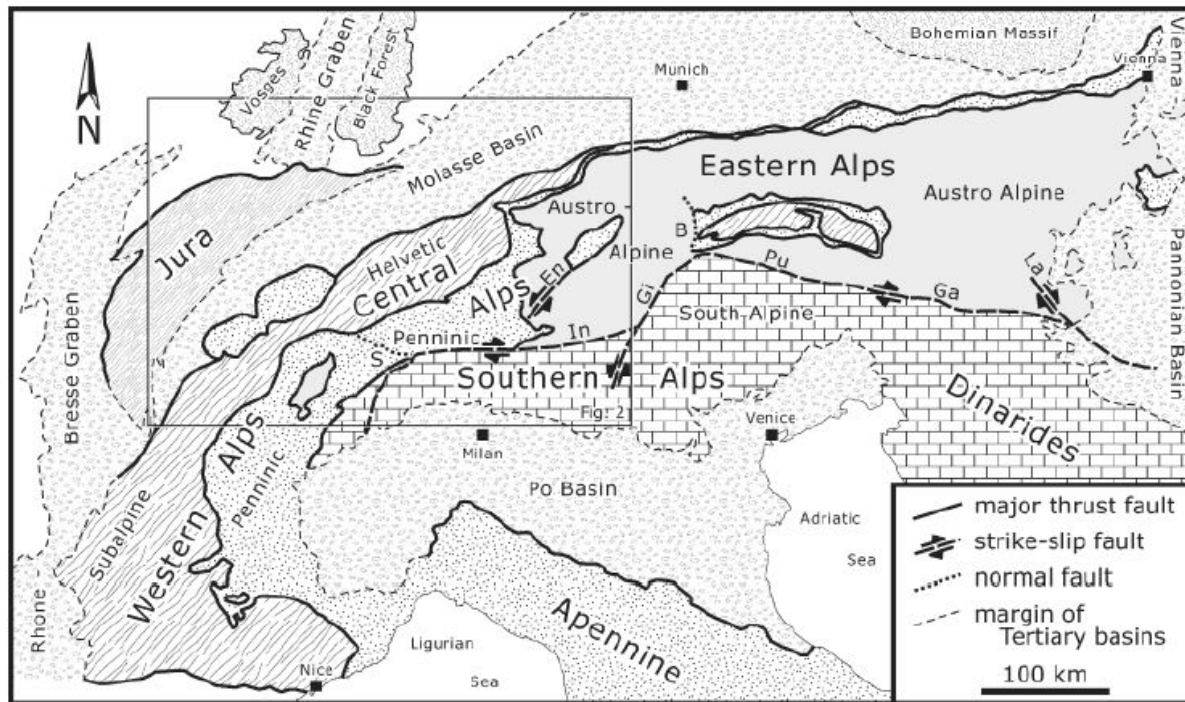 Bohemian Massif
Vienna
Vienna
Munich
Vosges
Rhine Graben
Black Forest
N
Molasse Basin
Eastern Alps
Austro Alpine
Austro
Alpine
Jura
Helvetic
Central
Alps
En
B
Pu
Gi
Ga
La
In
S
Penninic
South Alpine
Southern Alps
Fig. 2
Pannonian Basin
Bresse Graben
Milan
Venice
Dinarides
Po Basin
Adriatic
Sea
Western
Alps
Penninic
Subalpine
Rhone
Apennine
Nice
Ligurian
Sea
major thrust fault
strike-slip fault
normal fault
margin of
Tertiary basins
100 km